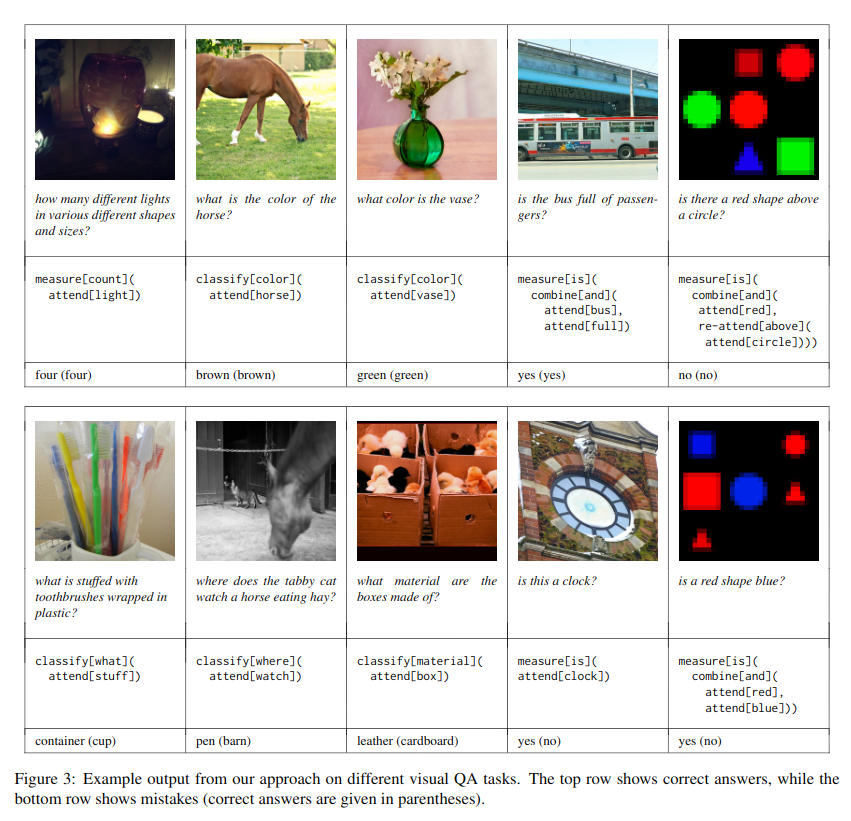 how many different lights
in various different shapes
and sizes?
what is the color of the
horse?
what color is the vase?
is the bus full of passen-
gers?
is there a red shape above
a circle?
measure[count](
attend[light])
classify[color](
attend[horse])
classify[color](
attend[vase])
measure[is](
combine[and](
attend[bus],
attend[full])
measure[is](
combine[and](
attend[red],
re-attend[above](
attend[circle])))
four (four)
brown (brown)
green (green)
yes (yes)
no (no)
what is stuffed with
toothbrushes wrapped in
plastic?
where does the tabby cat
watch a horse eating hay?
what material are the
boxes made of?
is this a clock?
is a red shape blue?
classify[what](
attend[stuff])
classify[where](
attend[watch])
classify[material](
attend[box])
measure[is](
attend[clock])
measure[is](
combine[and](
attend[red],
attend[blue]))
container (cup)
pen (barn)
leather (cardboard)
yes (no)
yes (no)
Figure 3: Example output from our approach on different visual QA tasks. The top row shows correct answers, while the
bottom row shows mistakes (correct answers are given in parentheses).